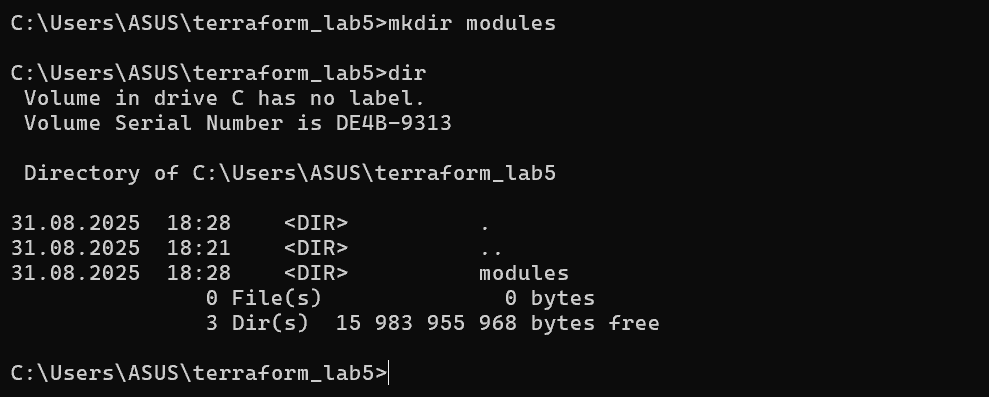 C:\Users\ASUS\terraform_lab5>mkdir modules
C:\Users\ASUS\terraform_lab5>dir
Volume in drive C has no label.
Volume Serial Number is DE4B-9313
Directory of C:\Users\ASUS\terraform_lab5
31.08.2025  18:28    <DIR>          .
31.08.2025  18:21    <DIR>          ..
31.08.2025  18:28    <DIR>          modules
0 File(s)              0 bytes
3 Dir(s)  15 983 955 968 bytes free
C:\Users\ASUS\terraform_lab5>